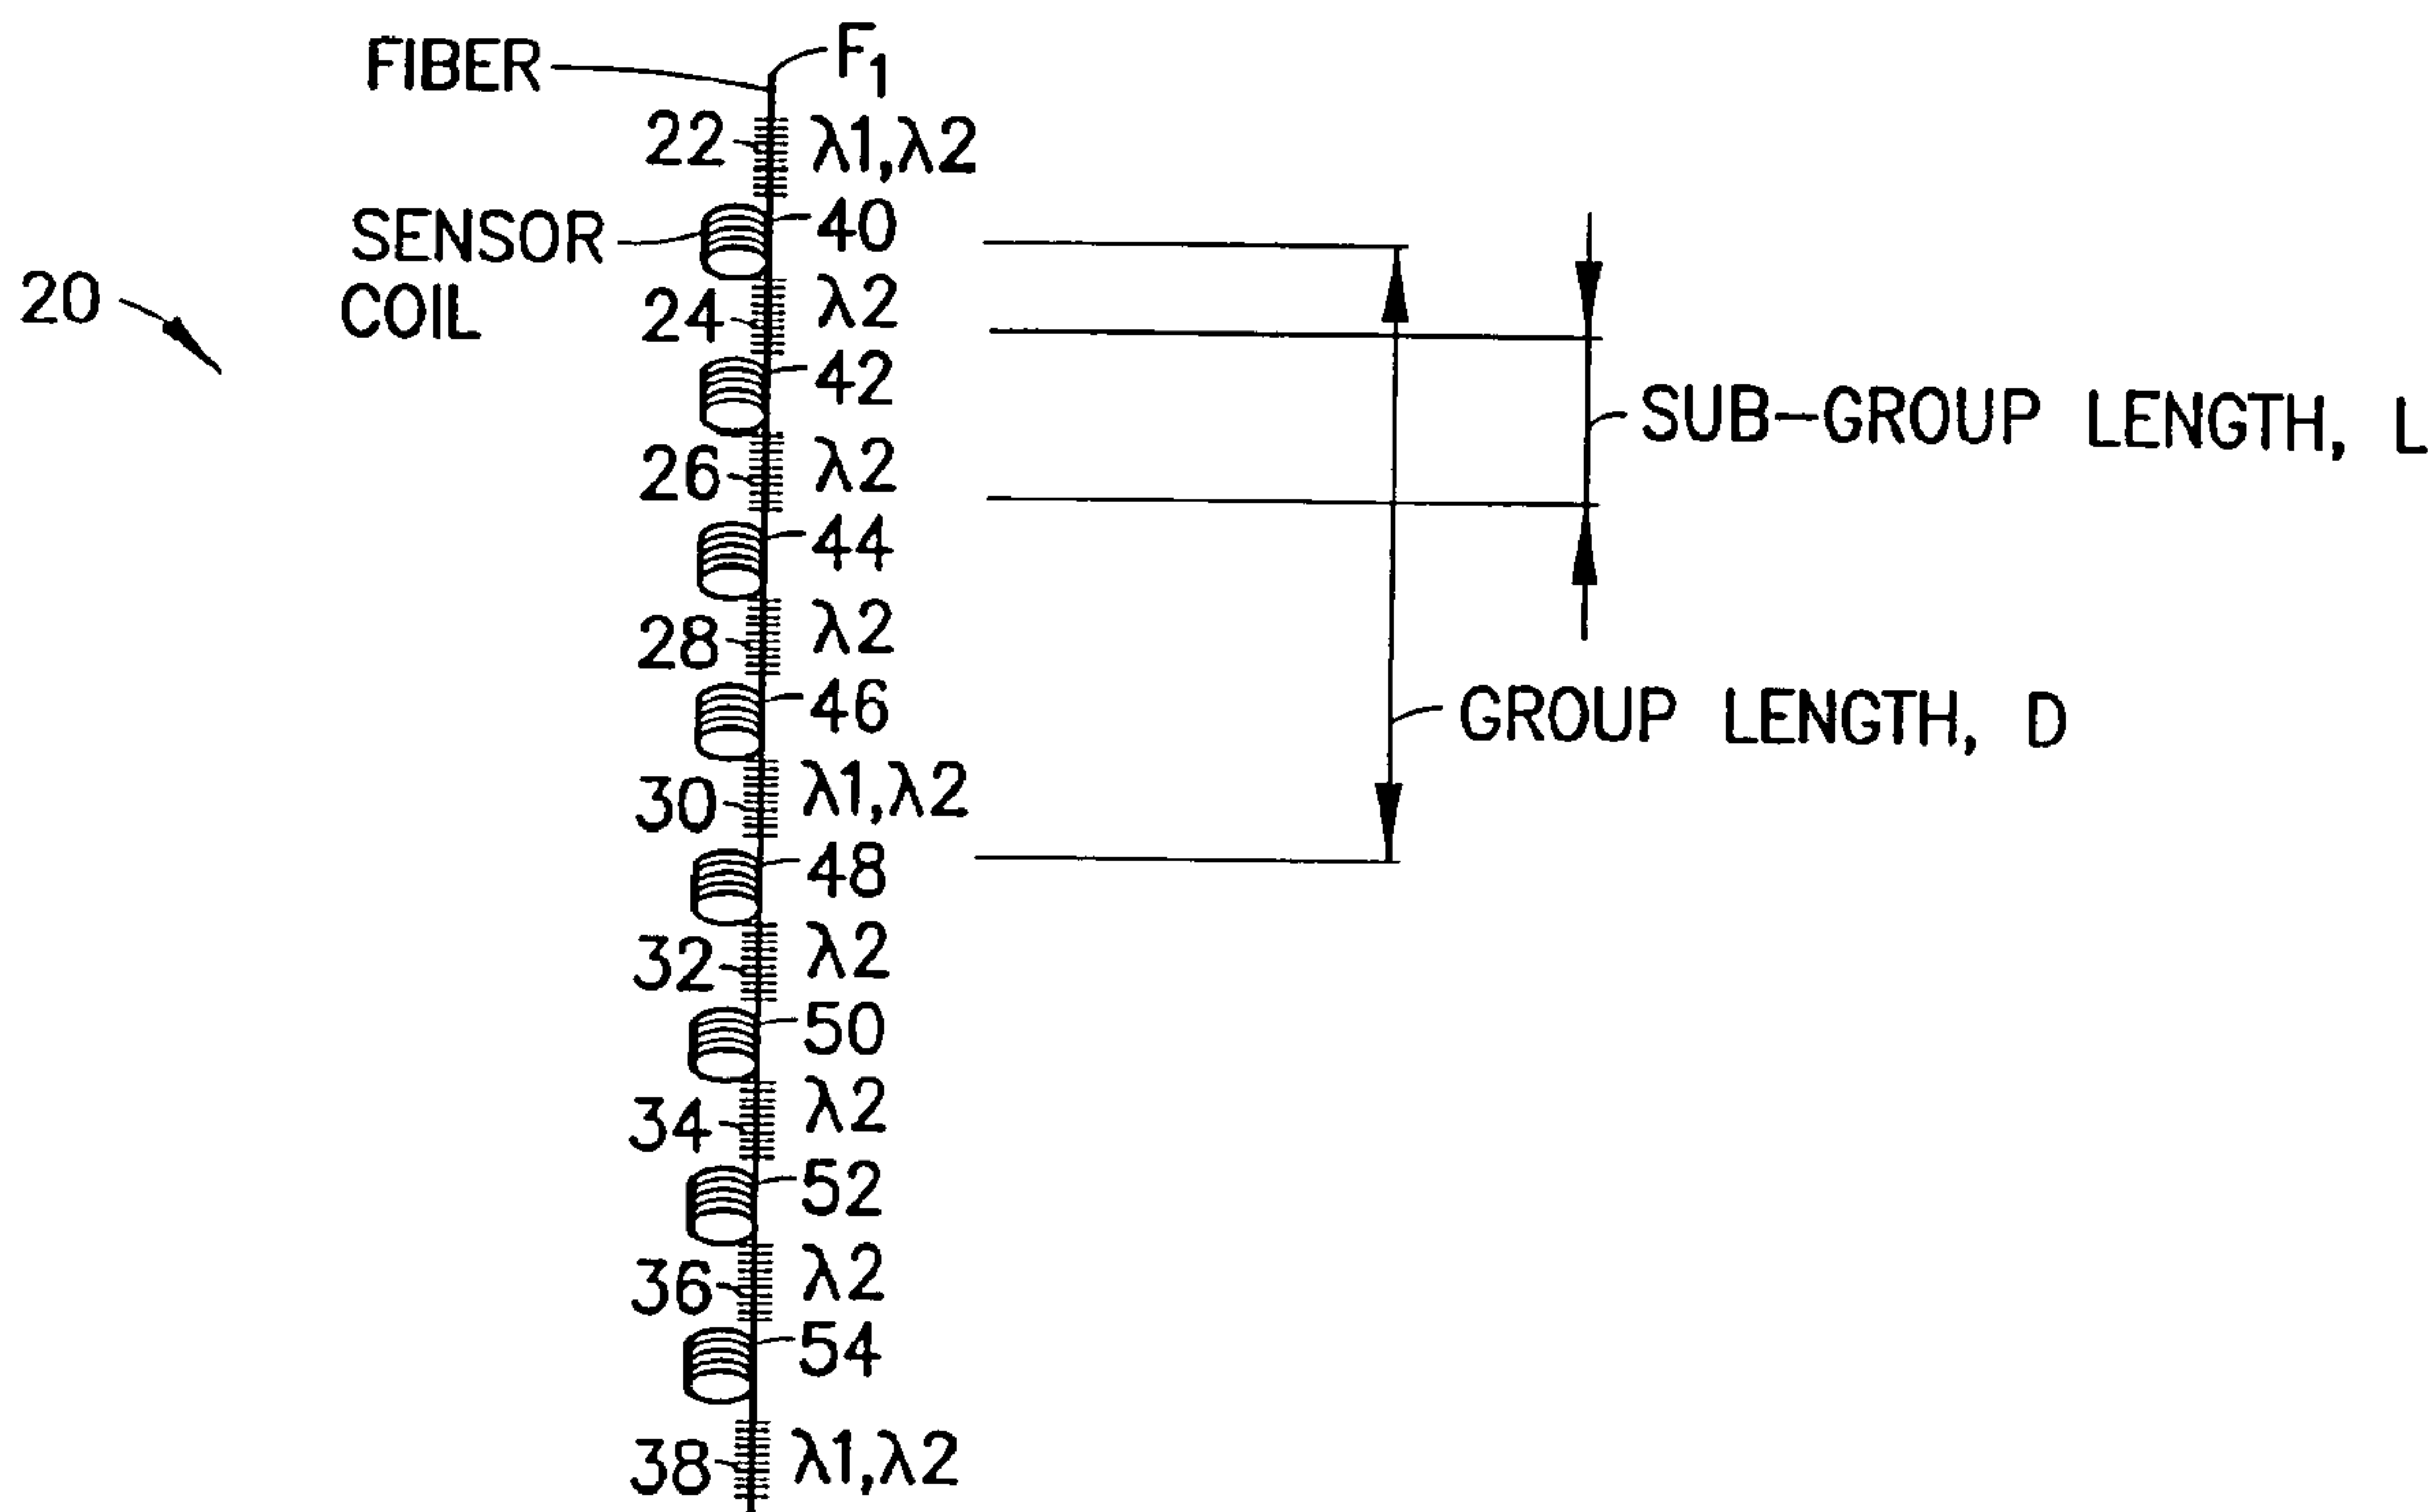 FIBER
F1
22
λ1,λ2
SENSOR
COIL
40
20
24
λ2
42
SUB-GROUP LENGTH, L
26
λ2
44
28
λ2
46
GROUP LENGTH, D
30
λ1,λ2
48
32
λ2
50
34
λ2
52
36
λ2
54
38
λ1,λ2